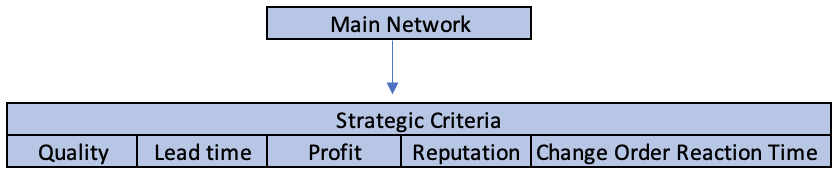 Main Network
Strategic Criteria
Quality Lead time Profit Reputation Change Order Reaction Time